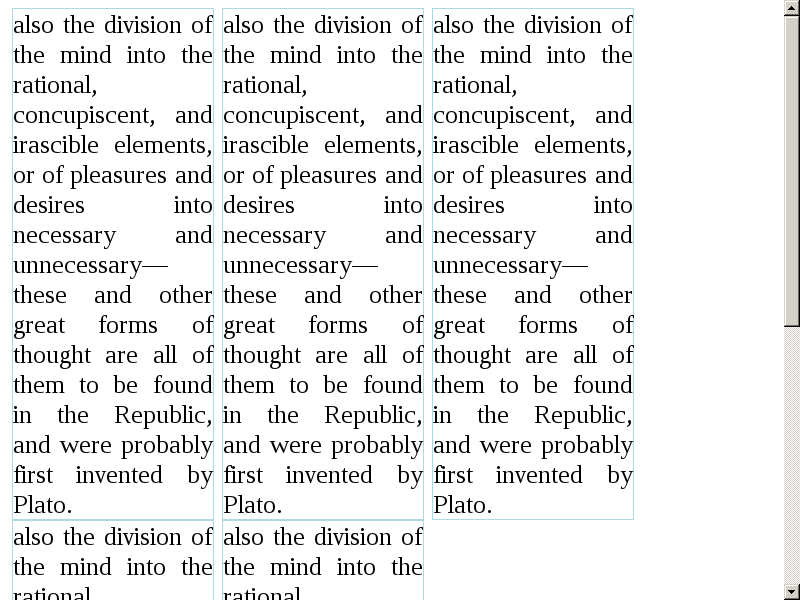 also the division of
the mind into the
rational,
concupiscent, and
irascible elements,
or of pleasures and
desires into
necessary and
unnecessary—
these and other
great forms of
thought are all of
them to be found
in the Republic,
and were probably
first invented by
Plato.
also the division of
the mind into the
rational,
concupiscent, and
irascible elements,
or of pleasures and
desires into
necessary and
unnecessary—
these and other
great forms of
thought are all of
them to be found
in the Republic,
and were probably
first invented by
Plato.
also the division of
the mind into the
rational,
concupiscent, and
irascible elements,
or of pleasures and
desires into
necessary and
unnecessary—
these and other
great forms of
thought are all of
them to be found
in the Republic,
and were probably
first invented by
Plato.
also the division of
the mind into the
rational,
also the division of
the mind into the
rational,